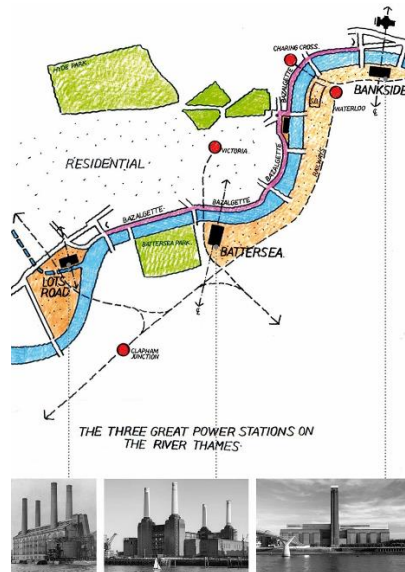 CHARING CROSS.
HYDE PARK.
BAZALGETTE
BANKSIDE
WATERLOO
VICTORIA.
RAILWAYS
RESIDENTIAL.
BAZALGETTE
BAZALGETTE
BATTERSEA PARK.
BATTERSEA.
LOTS
ROAD.
CLAPHAM
JUNCTION
THE THREE GREAT POWER STATIONS ON
THE RIVER THAMES.